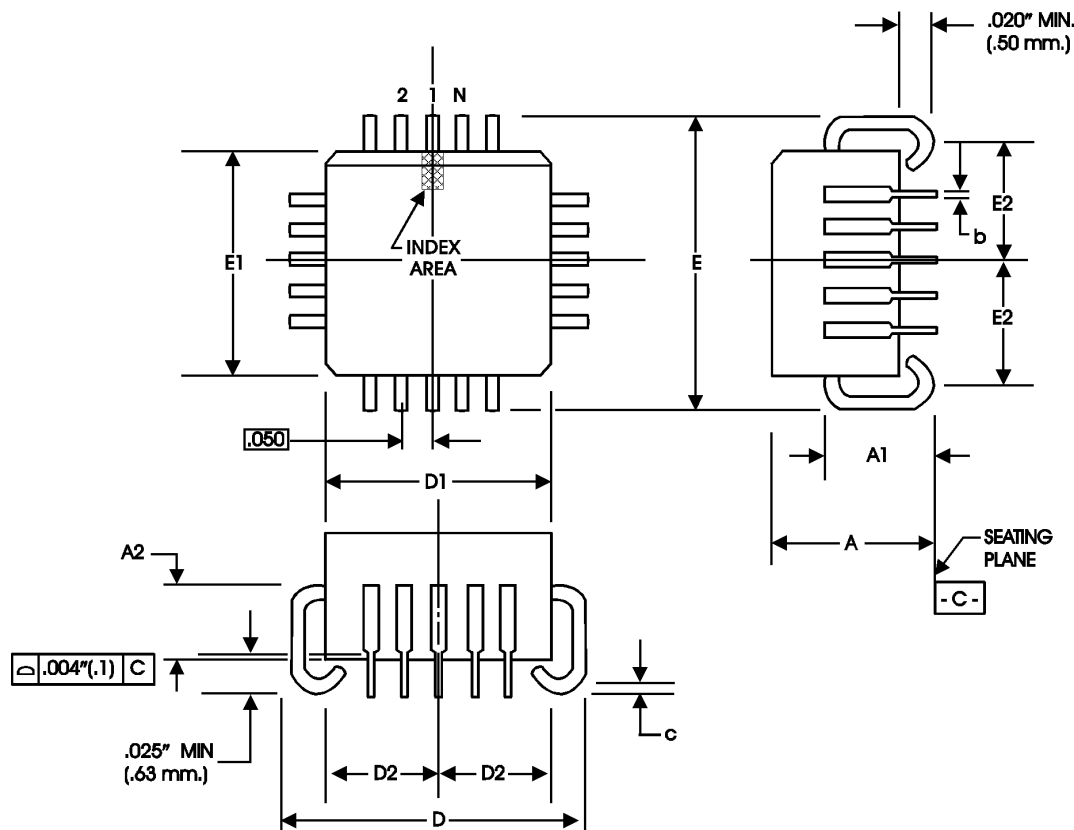 .020" MIN.
(.50 mm.)
2 1 N
INDEX
AREA
E1
E
E2
b
E2
.050
D1
A1
A
SEATING
PLANE
- C -
A2
⌓ .004"(.1) C
.025" MIN
(.63 mm.)
c
D2 D2
D